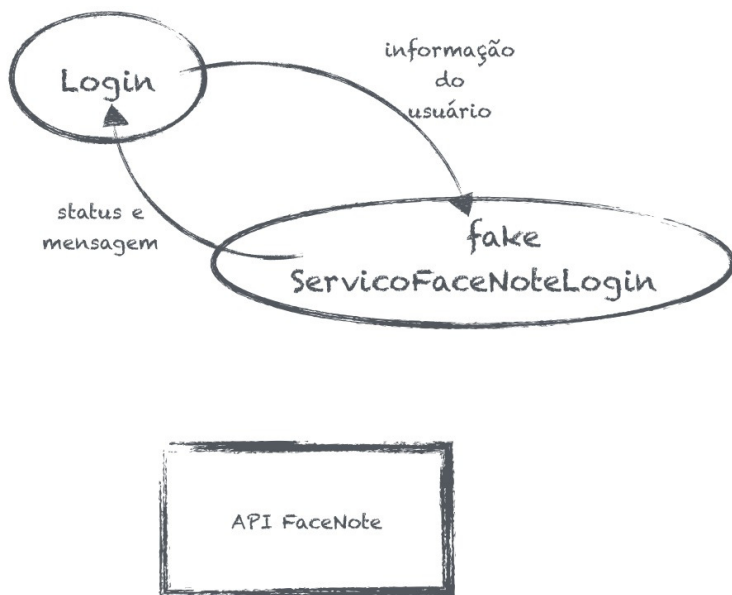 Login
informação
do
usuário
status e
mensagem
fake
ServicoFaceNoteLogin
API FaceNote